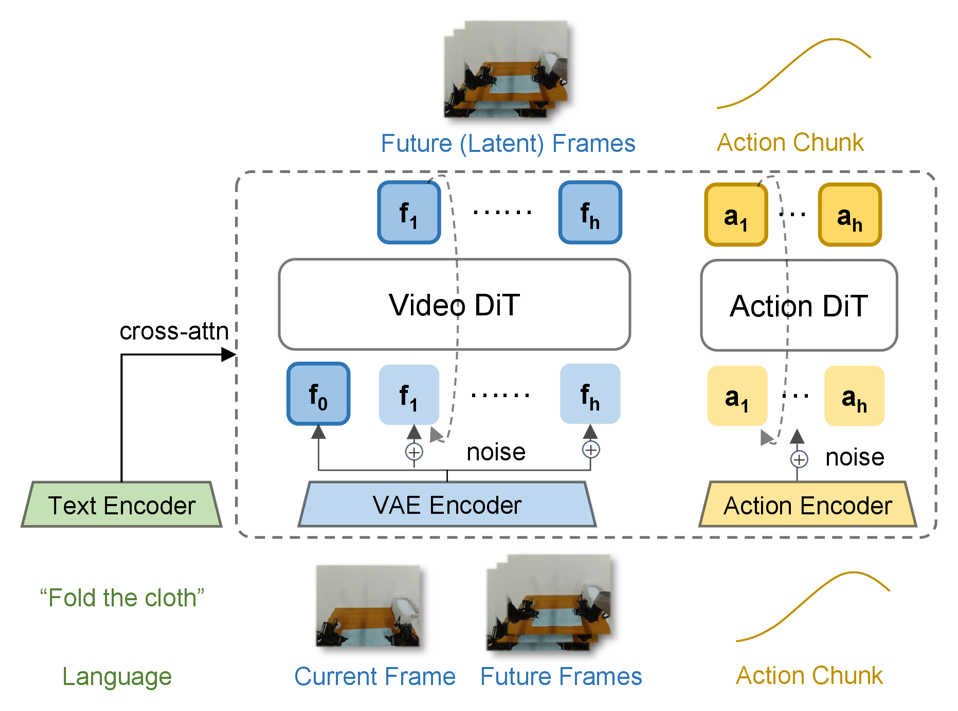 Future (Latent) Frames
Action Chunk
f1 ...... fh
a1 ... ah
Video DiT
Action DiT
cross-attn
f0 f1 ...... fh
a1 ... ah
noise
noise
Text Encoder
VAE Encoder
Action Encoder
“Fold the cloth”
Language
Current Frame
Future Frames
Action Chunk